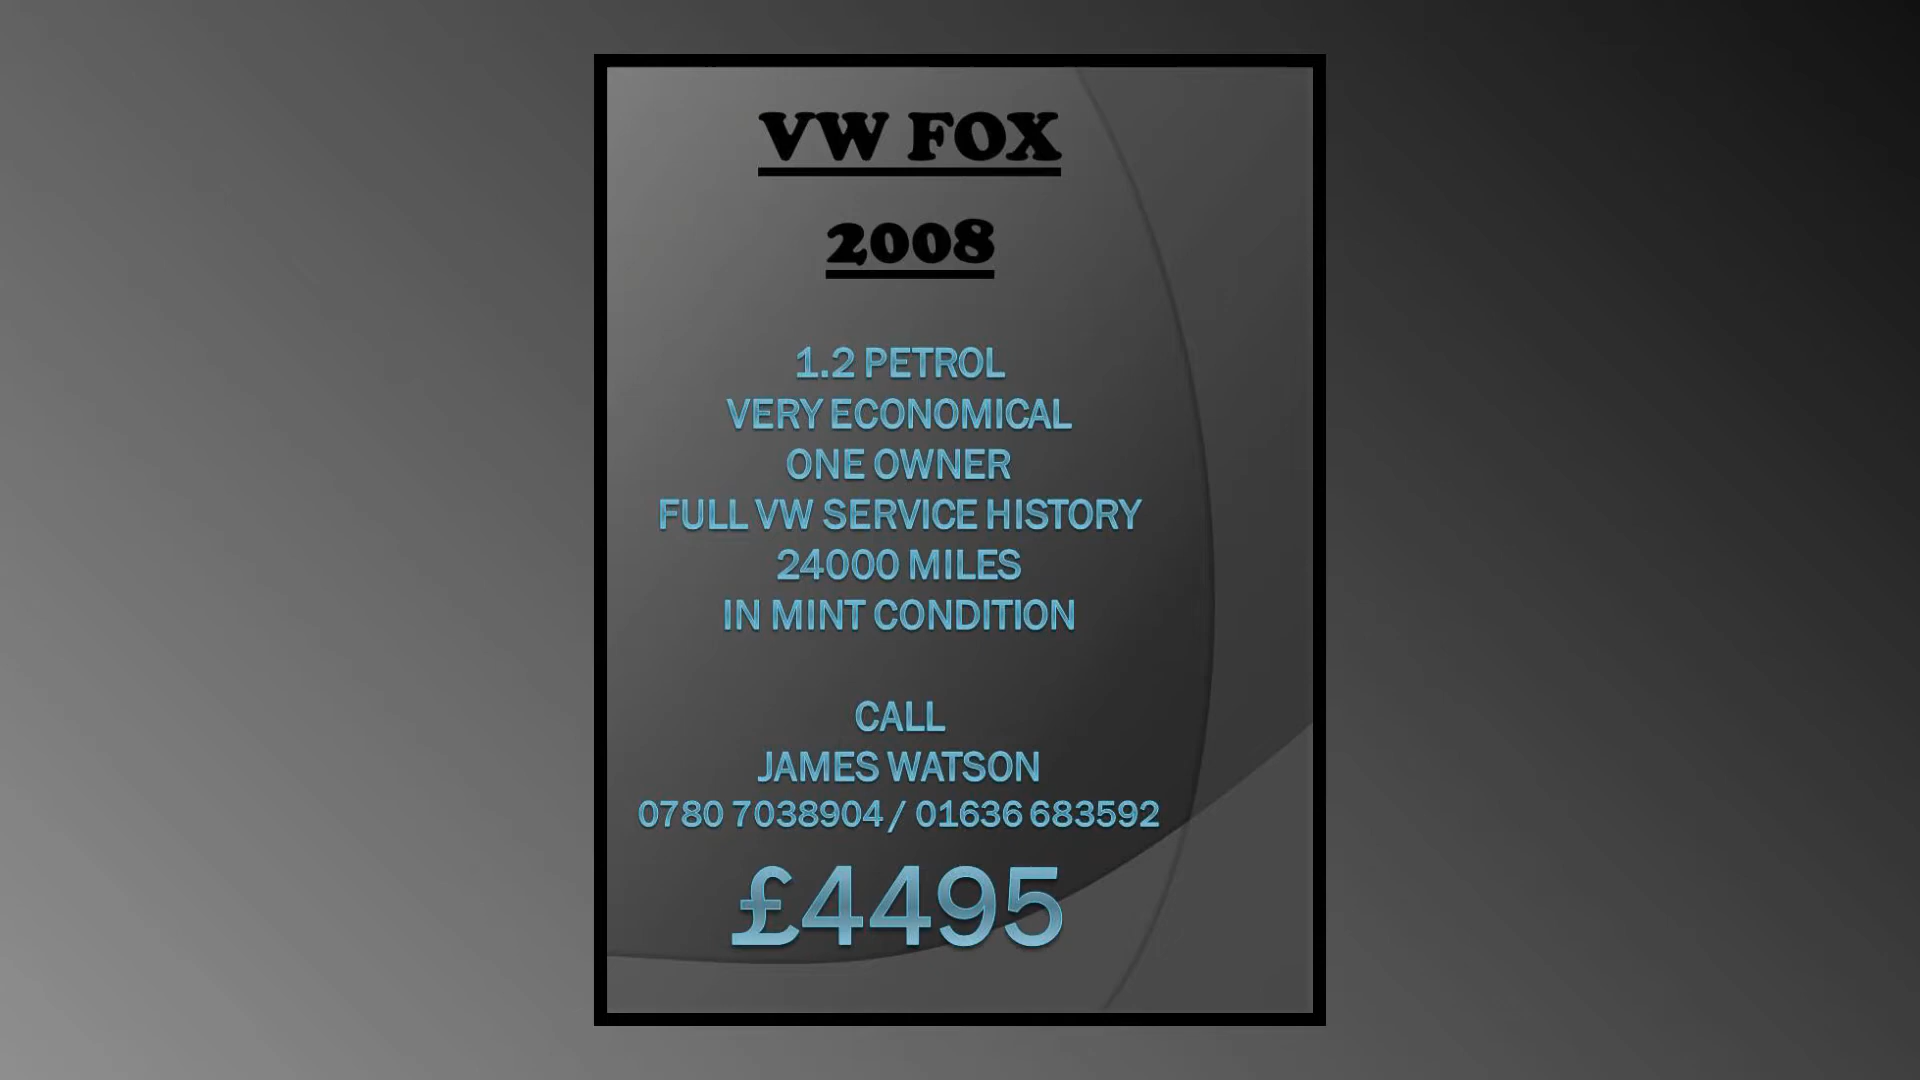 VW FOX
2008
1.2 PETROL
VERY ECONOMICAL
ONE OWNER
FULL VW SERVICE HISTORY
24000 MILES
IN MINT CONDITION
CALL
JAMES WATSON
0780 7038904 / 01636 683592
£4495